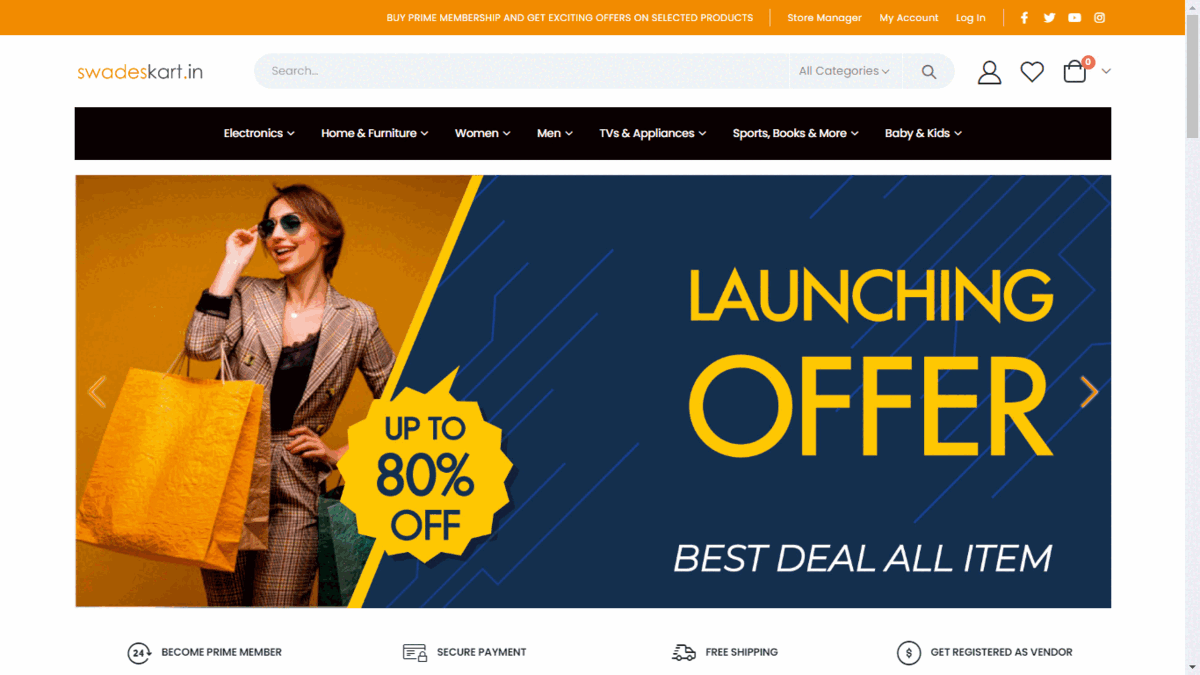 BUY PRIME MEMBERSHIP AND GET EXCITING OFFERS ON SELECTED PRODUCTS
Store Manager
My Account
Log In
swadeskart.in
Search...
All Categories
0
Electronics
Home & Furniture
Women
Men
TVs & Appliances
Sports, Books & More
Baby & Kids
LAUNCHING
OFFER
UP TO
80%
OFF
BEST DEAL ALL ITEM
24
BECOME PRIME MEMBER
SECURE PAYMENT
FREE SHIPPING
$
GET REGISTERED AS VENDOR